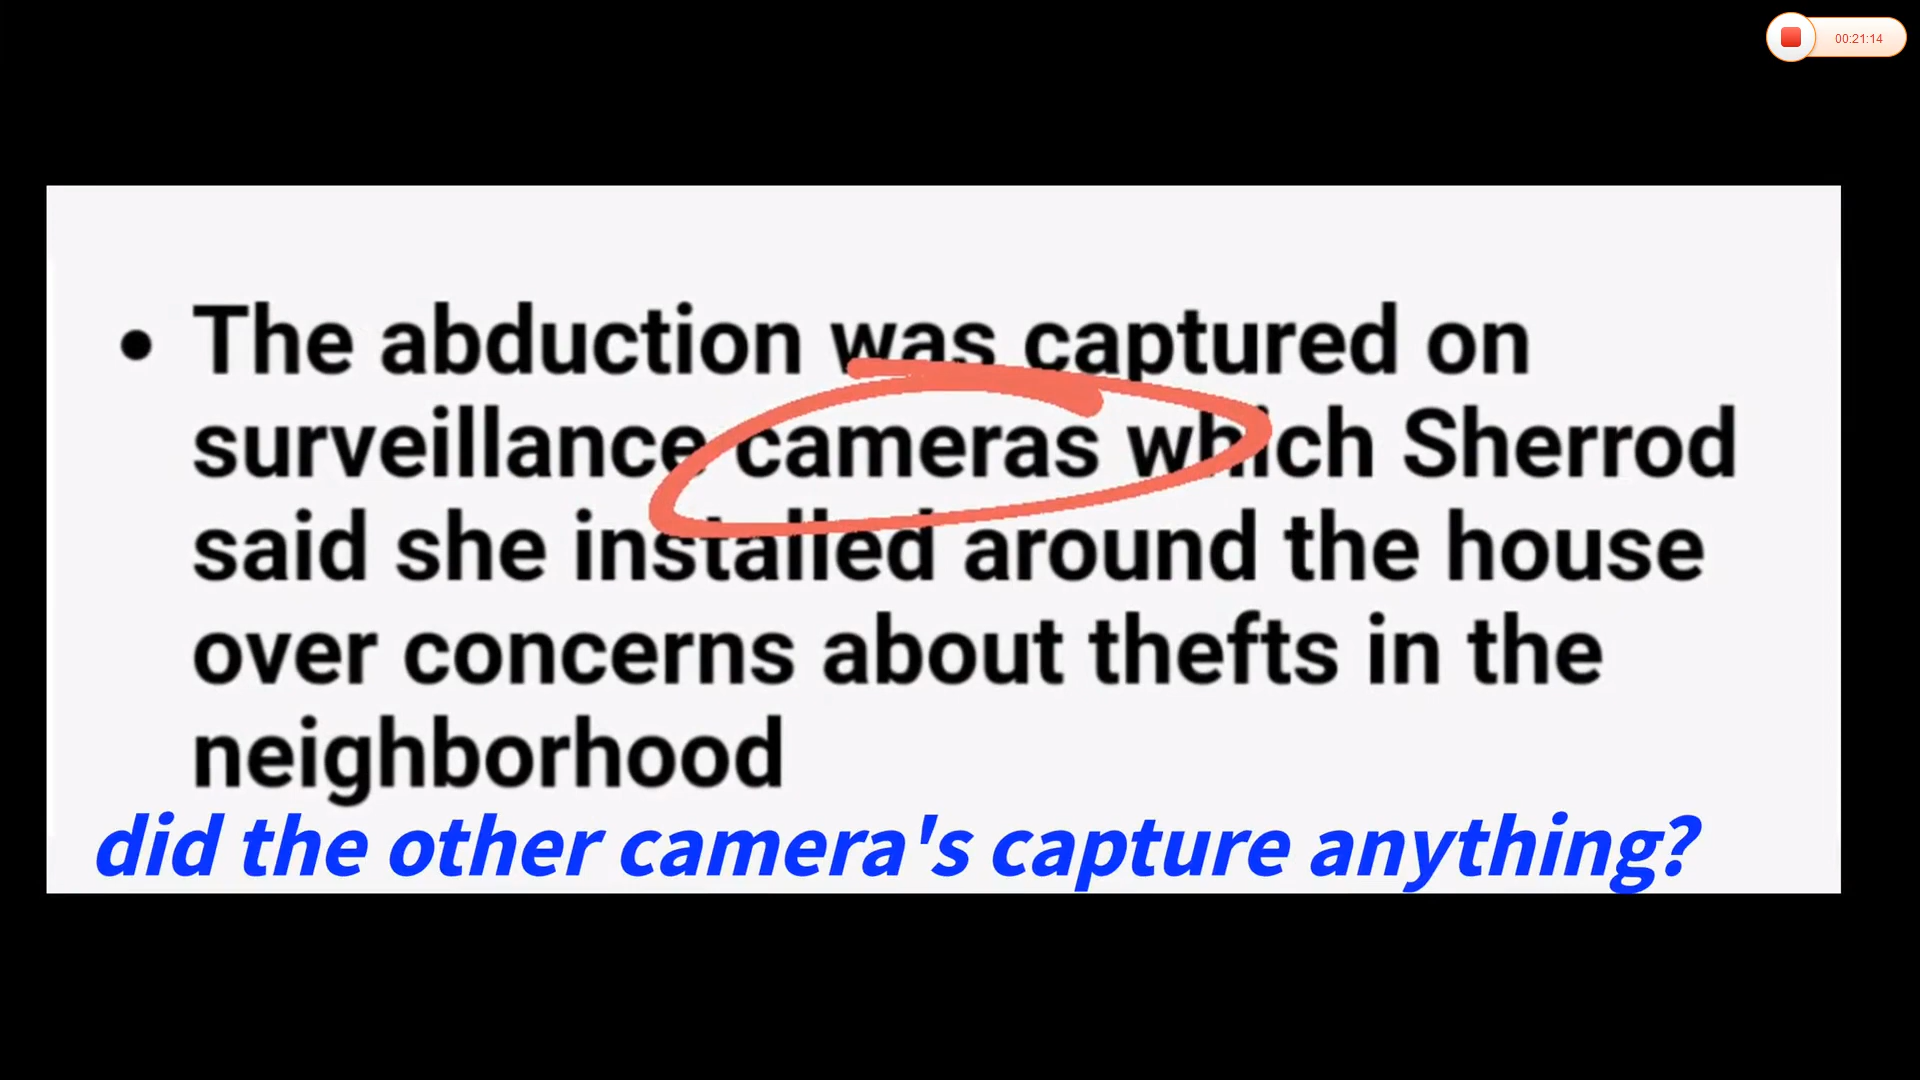 00:21:14
• The abduction was captured on
surveillance cameras which Sherrod
said she installed around the house
over concerns about thefts in the
neighborhood
did the other camera's capture anything?